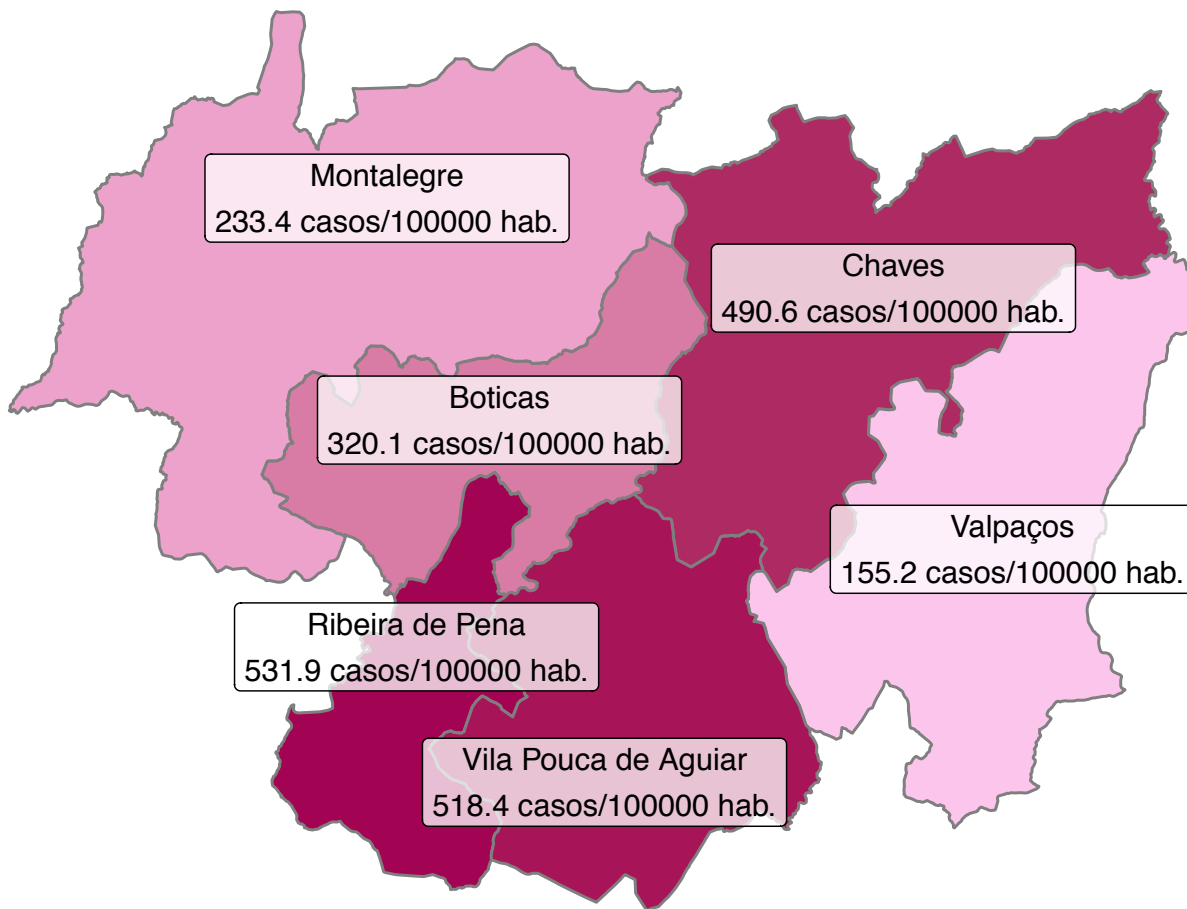 Montalegre
233.4 casos/100000 hab.
Chaves
490.6 casos/100000 hab.
Boticas
320.1 casos/100000 hab.
Valpaços
155.2 casos/100000 hab.
Ribeira de Pena
531.9 casos/100000 hab.
Vila Pouca de Aguiar
518.4 casos/100000 hab.